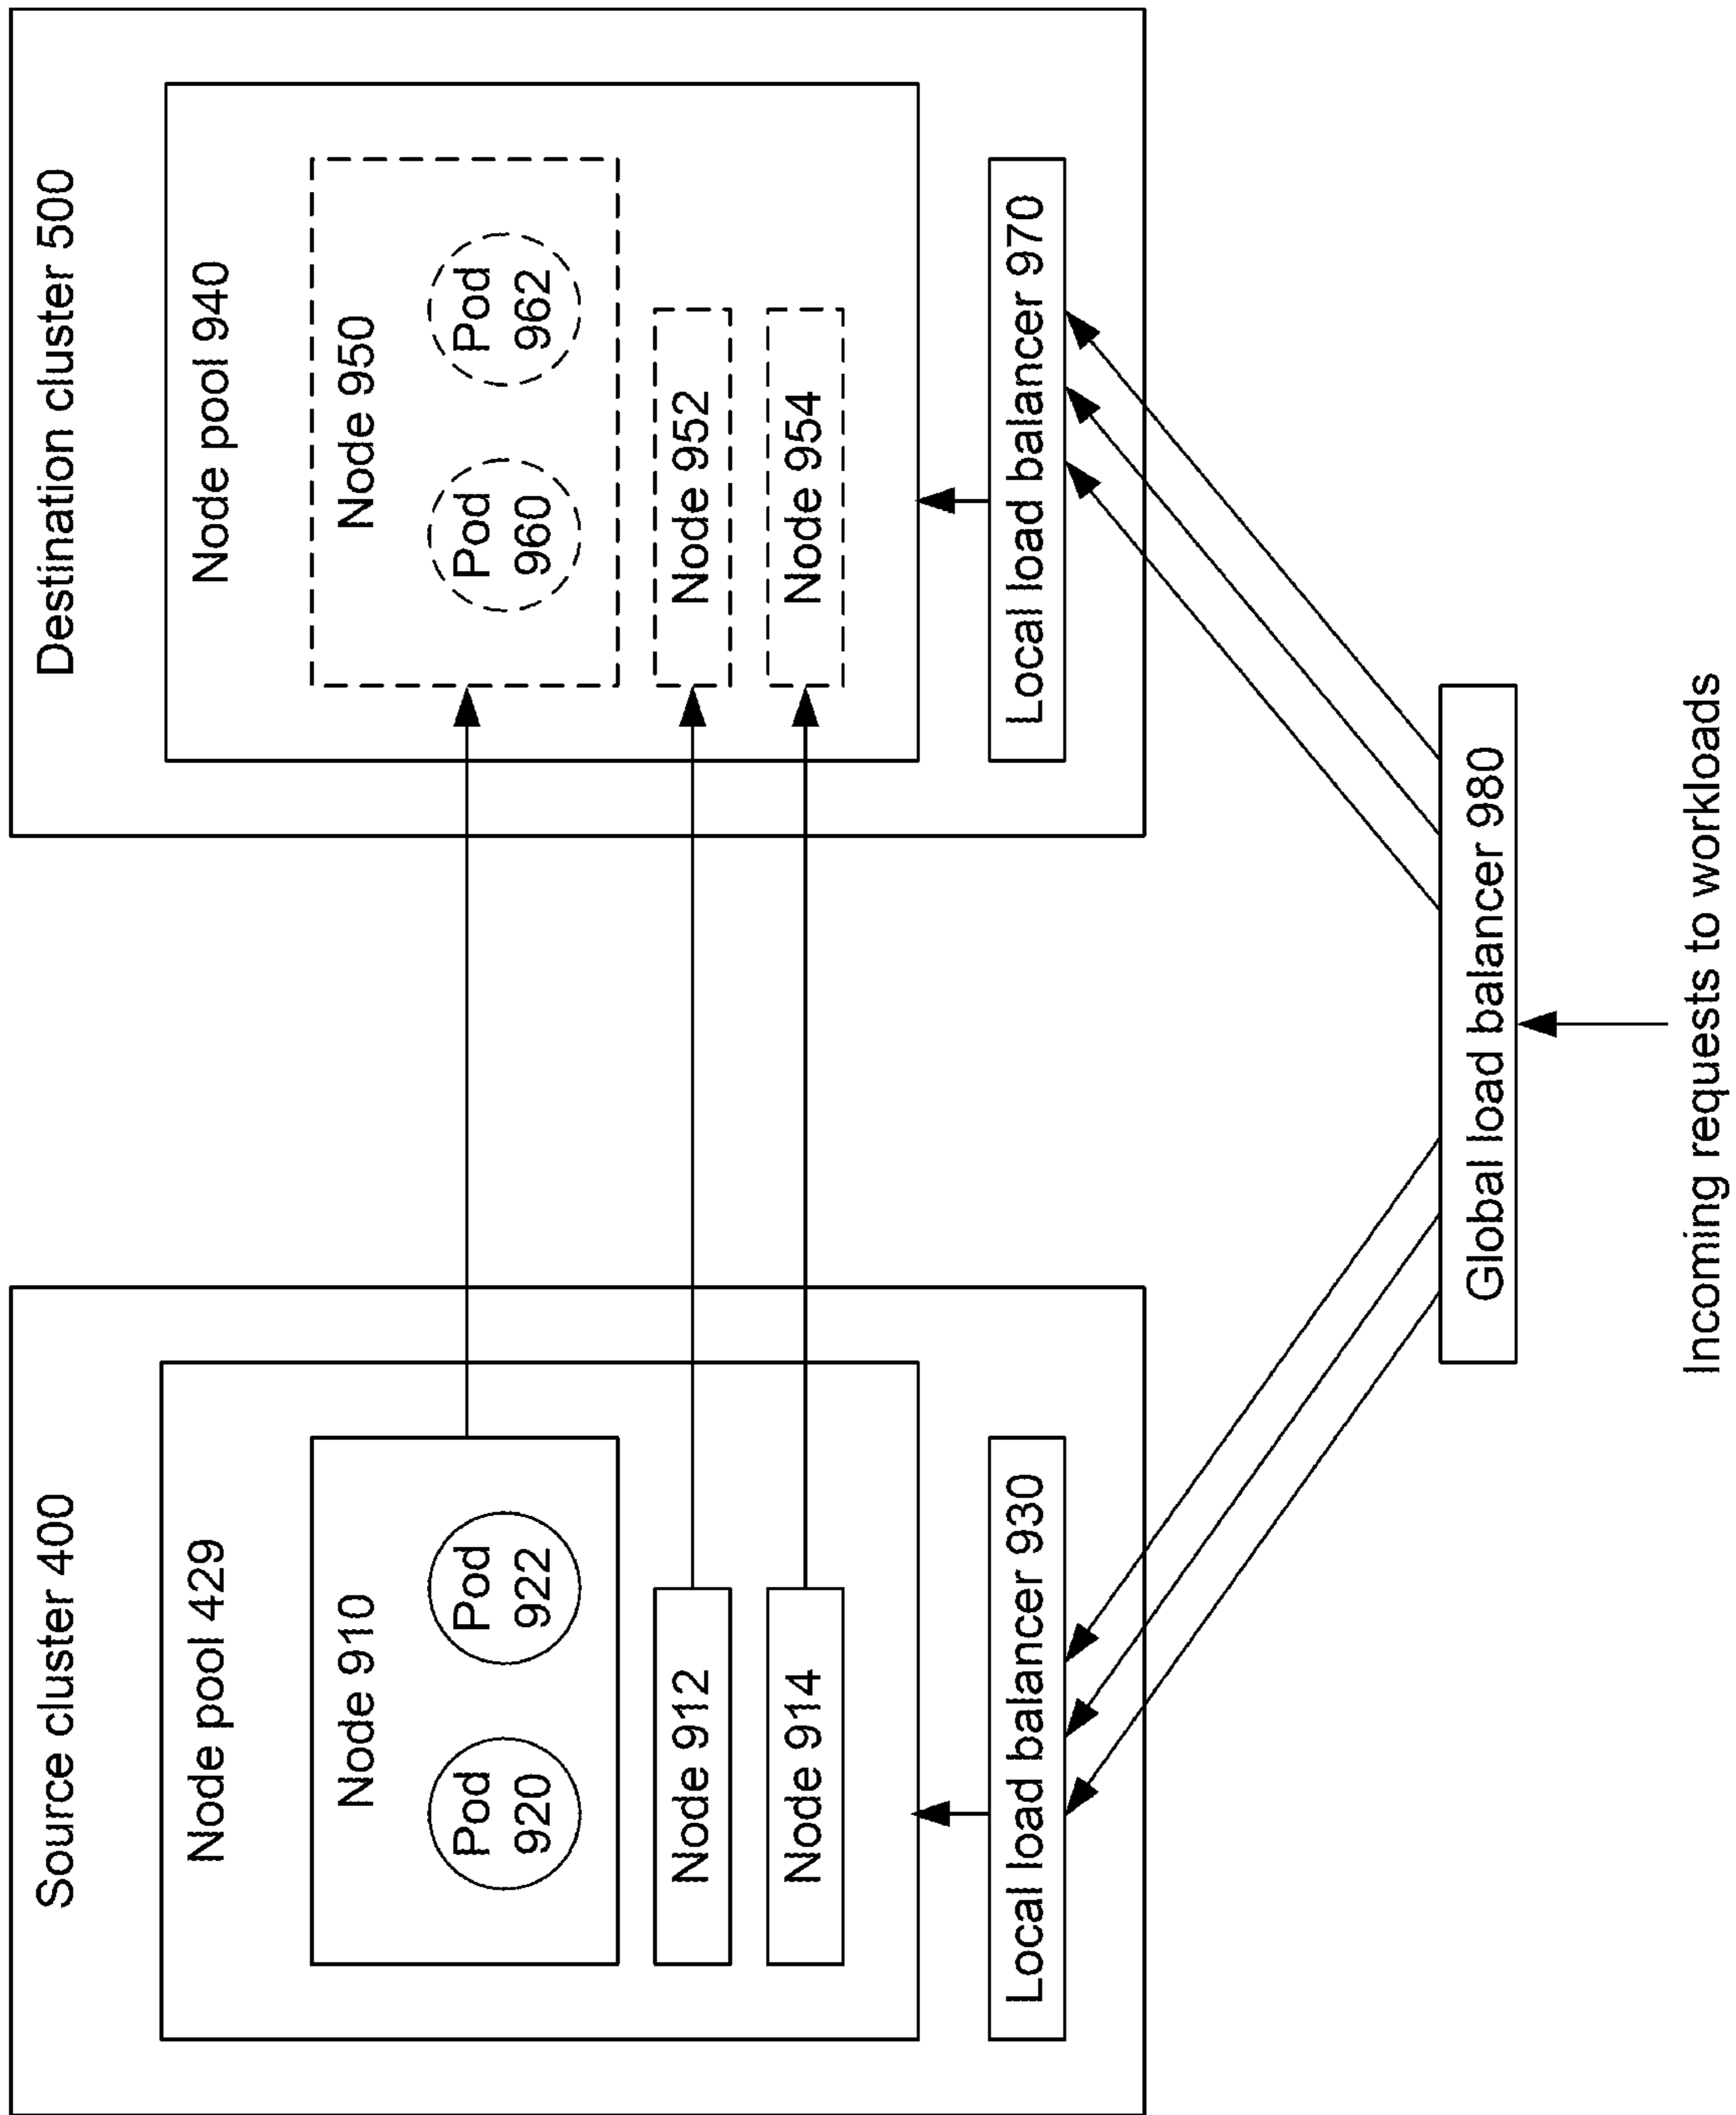 Source cluster 400
Node pool 429
Node 910
Pod
920
Pod
922
Node 912
Node 914
Local load balancer 930
Destination cluster 500
Node pool 940
Node 950
Pod
960
Pod
962
Node 952
Node 954
Local load balancer 970
Global load balancer 980
Incoming requests to workloads